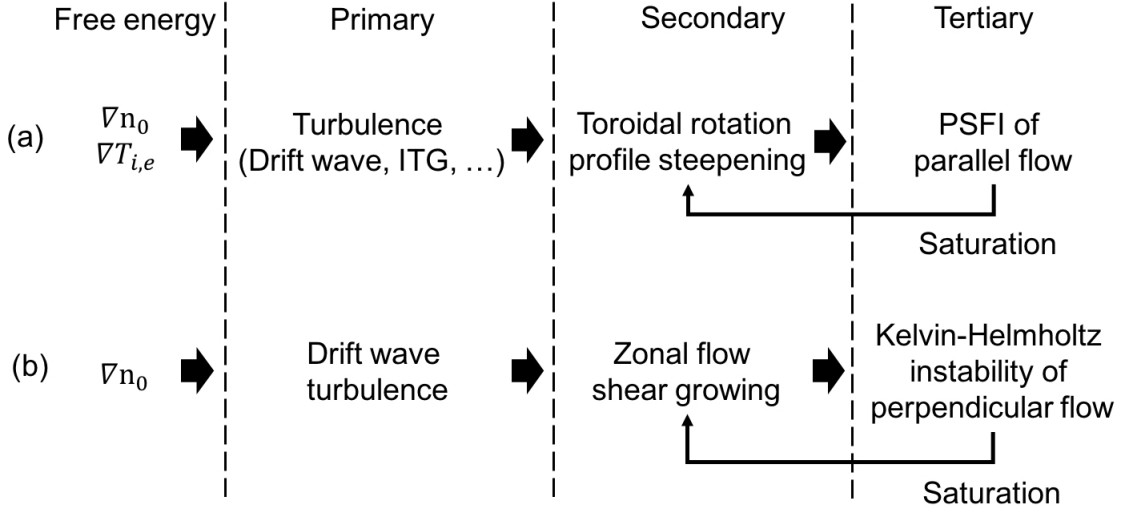 Free energy
Primary
Secondary
Tertiary
(a)
∇n₀
∇Tᵢ,ₑ
Turbulence
(Drift wave, ITG, …)
Toroidal rotation
profile steepening
PSFI of
parallel flow
Saturation
(b)
∇n₀
Drift wave
turbulence
Zonal flow
shear growing
Kelvin-Helmholtz
instability of
perpendicular flow
Saturation